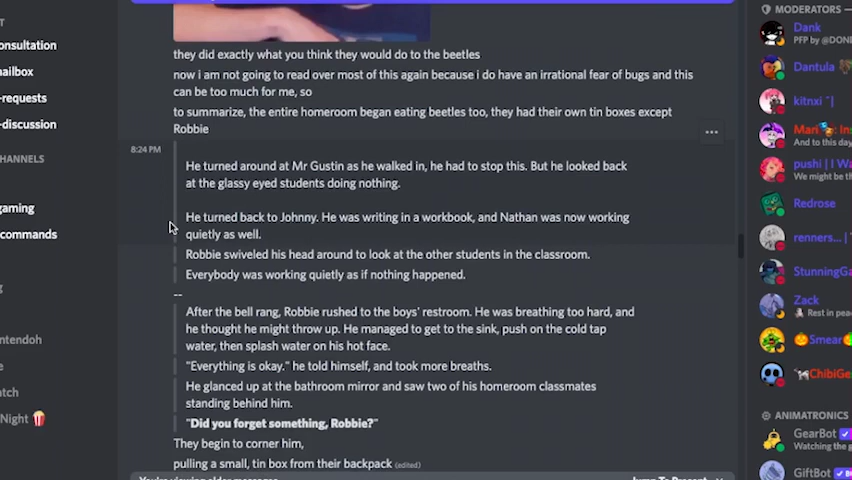 they did exactly what you think they would do to the beetles
now i am not going to read over most of this again because i do have an irrational fear of bugs and this
can be too much for me, so
to summarize, the entire homeroom began eating beetles too, they had their own tin boxes except
Robbie
8:24 PM
He turned around at Mr Gustin as he walked in, he had to stop this. But he looked back
at the glassy eyed students doing nothing.
He turned back to Johnny. He was writing in a workbook, and Nathan was now working
quietly as well.
Robbie swiveled his head around to look at the other students in the classroom.
Everybody was working quietly as if nothing happened.
--
After the bell rang, Robbie rushed to the boys' restroom. He was breathing too hard, and
he thought he might throw up. He managed to get to the sink, push on the cold tap
water, then splash water on his hot face.
"Everything is okay." he told himself, and took more breaths.
He glanced up at the bathroom mirror and saw two of his homeroom classmates
standing behind him.
"Did you forget something, Robbie?"
They begin to corner him,
pulling a small, tin box from their backpack (edited)
You're viewing older messages
Jump To Present
onsultation
ailbox
-requests
-discussion
HANNELS
gaming
commands
ntendoh
atch
Night
MODERATORS –
Dank
PFP by @DONE
Dantula
kitnxi ˜|
Mari
And to this day
pushi | I Wa
We might be th
Redrose
renners... | T
StunningGa
Zack
Rest in peac
Smear
ChibiGe
ANIMATRONICS –
GearBot
Watching the g
GiftBot